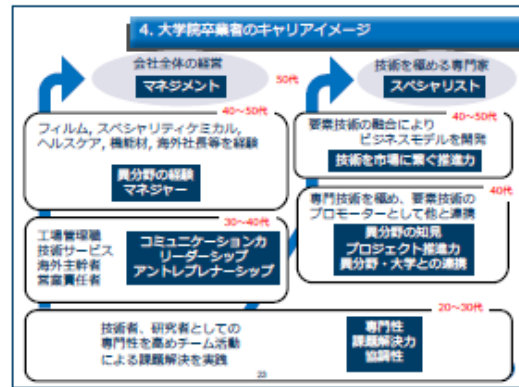 4. 大学院卒業者のキャリアイメージ
会社全体の経営
マネジメント
50代
技術を極める専門家
スペシャリスト
40~50代
フィルム, スペシャリティケミカル,
ヘルスケア, 機能材, 海外社長等を経験
異分野の経験
マネジャー
40~50代
要素技術の融合により
ビジネスモデルを開発
技術を市場に繋ぐ推進力
30~40代
工場管理職
技術サービス
海外主幹者
営業責任者
コミュニケーション力
リーダーシップ
アントレプレナーシップ
40代
専門技術を極め、要素技術の
プロモーターとして他と連携
異分野の知見
プロジェクト推進力
異分野・大学との連携
20~30代
技術者、研究者としての
専門性を高めチーム活動
による課題解決を実践
専門性
課題解決力
協調性
23